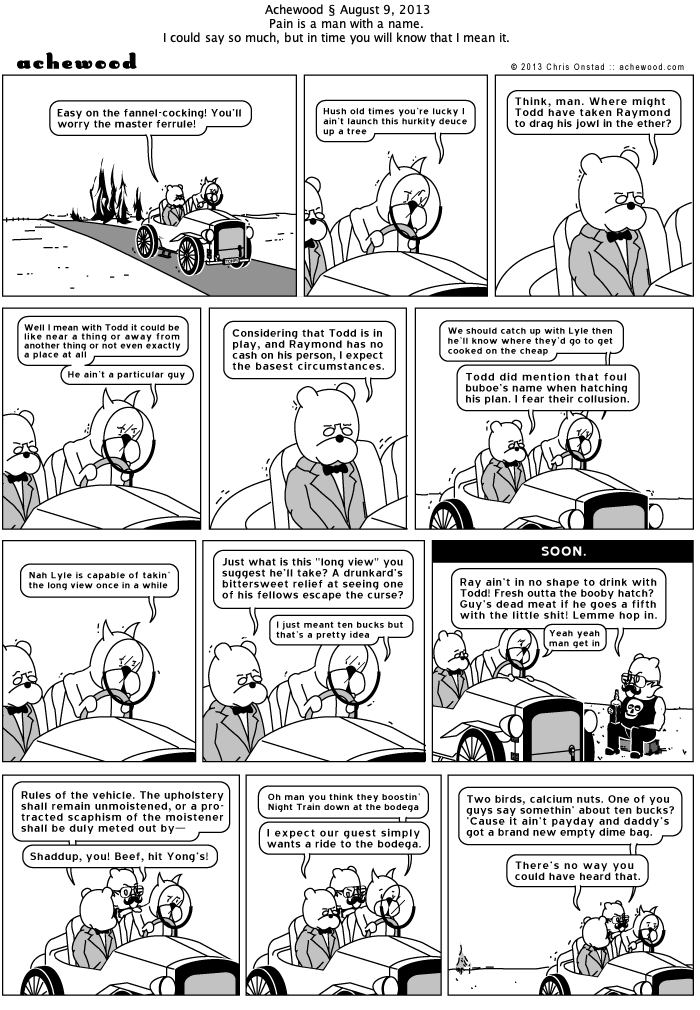 Achewood § August 9, 2013
Pain is a man with a name.
I could say so much, but in time you will know that I mean it.
achewood
© 2013 Chris Onstad :: achewood.com
Easy on the fannel-cocking! You'll
worry the master ferrule!
Hush old times you're lucky I
ain't launch this hurkity deuce
up a tree
Think, man. Where might
Todd have taken Raymond
to drag his jowl in the ether?
Well I mean with Todd it could be
like near a thing or away from
another thing or not even exactly
a place at all
He ain't a particular guy
Considering that Todd is in
play, and Raymond has no
cash on his person, I expect
the basest circumstances.
We should catch up with Lyle then
he'll know where they'd go to get
cooked on the cheap
Todd did mention that foul
buboe's name when hatching
his plan. I fear their collusion.
Nah Lyle is capable of takin'
the long view once in a while
Just what is this "long view" you
suggest he'll take? A drunkard's
bittersweet relief at seeing one
of his fellows escape the curse?
I just meant ten bucks but
that's a pretty idea
SOON.
Ray ain't in no shape to drink with
Todd! Fresh outta the booby hatch?
Guy's dead meat if he goes a fifth
with the little shit! Lemme hop in.
Yeah yeah
man get in
Rules of the vehicle. The upholstery
shall remain unmoistened, or a pro-
tracted scaphism of the moistener
shall be duly meted out by—
Shaddup, you! Beef, hit Yong's!
Oh man you think they boostin'
Night Train down at the bodega
I expect our guest simply
wants a ride to the bodega.
Two birds, calcium nuts. One of you
guys say somethin' about ten bucks?
'Cause it ain't payday and daddy's
got a brand new empty dime bag.
There's no way you
could have heard that.